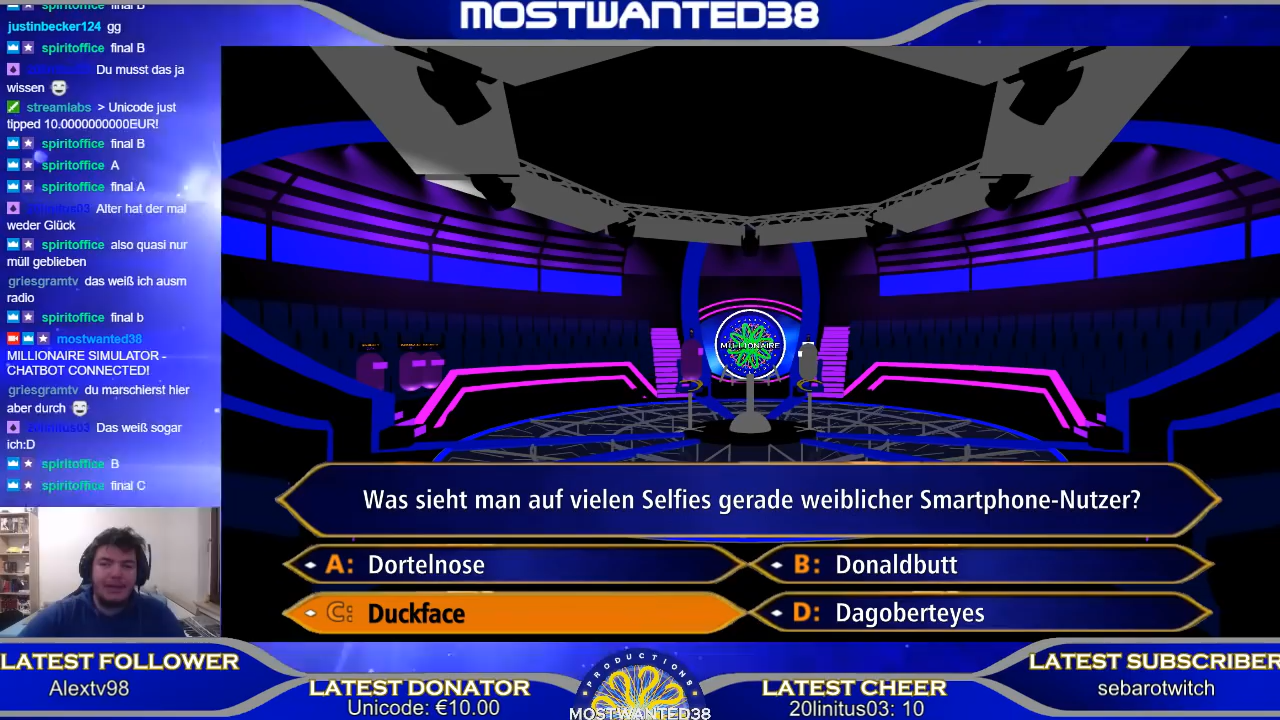 MOSTWANTED38
spiritoffice final B
justinbecker124 gg
spiritoffice final B
Du musst das ja
wissen
streamlabs > Unicode just
tipped 10.0000000000EUR!
spiritoffice final B
spiritoffice A
spiritoffice final A
20linitus03 Alter hat der mal
weder Glück
spiritoffice also quasi nur
müll geblieben
griesgramtv das weiß ich ausm
radio
spiritoffice final b
mostwanted38
MILLIONAIRE SIMULATOR -
CHATBOT CONNECTED!
griesgramtv du marschierst hier
aber durch
20linitus03 Das weiß sogar
ich:D
spiritoffice B
spiritoffice final C
MILLIONAIRE
Was sieht man auf vielen Selfies gerade weiblicher Smartphone-Nutzer?
A: Dortelnose
B: Donaldbutt
C: Duckface
D: Dagoberteyes
LATEST FOLLOWER
Alextv98
LATEST DONATOR
Unicode: €10.00
PRODUCTIONS
MOSTWANTED38
LATEST CHEER
20linitus03: 10
LATEST SUBSCRIBER
sebarotwitch